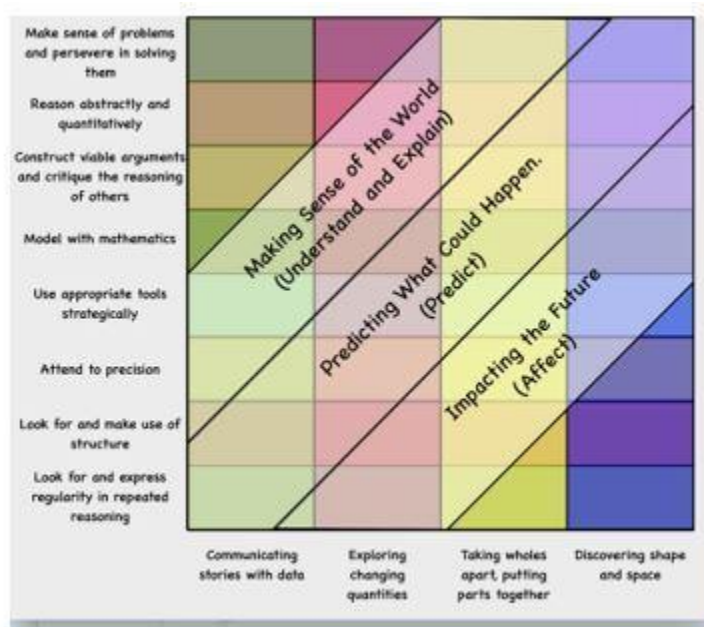 Make sense of problems
and persevere in solving
them
Reason abstractly and
quantitatively
Construct viable arguments
and critique the reasoning
of others
Model with mathematics
Use appropriate tools
strategically
Attend to precision
Look for and make use of
structure
Look for and express
regularity in repeated
reasoning
Making Sense of the World
(Understand and Explain)
Predicting What Could Happen.
(Predict)
Impacting the Future
(Affect)
Communicating
stories with data
Exploring
changing
quantities
Taking wholes
apart, putting
parts together
Discovering shape
and space